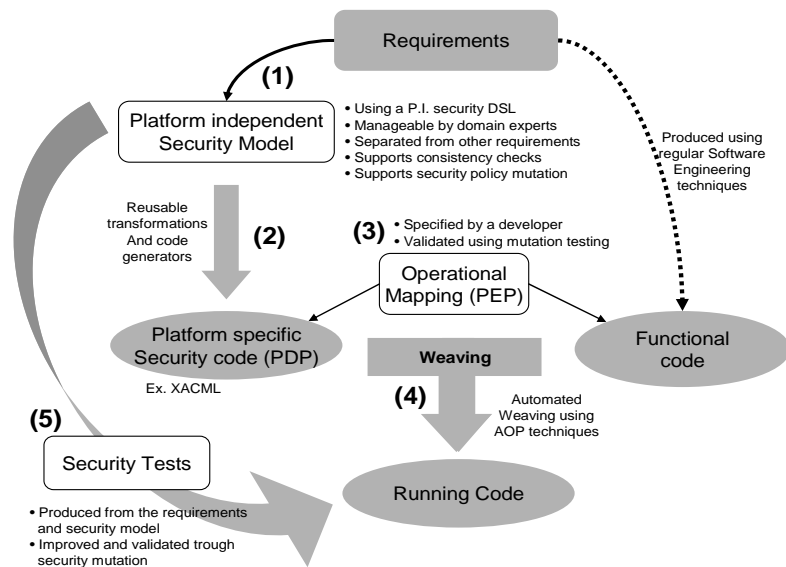 Requirements
(1)
Platform independent
Security Model
• Using a P.I. security DSL
• Manageable by domain experts
• Separated from other requirements
• Supports consistency checks
• Supports security policy mutation
Produced using
regular Software
Engineering
techniques
Reusable
transformations
And code
generators
(2)
(3)
• Specified by a developer
• Validated using mutation testing
Operational
Mapping (PEP)
Platform specific
Security code (PDP)
Ex. XACML
Functional
code
Weaving
(4)
Automated
Weaving using
AOP techniques
(5)
Security Tests
Running Code
• Produced from the requirements
and security model
• Improved and validated trough
security mutation